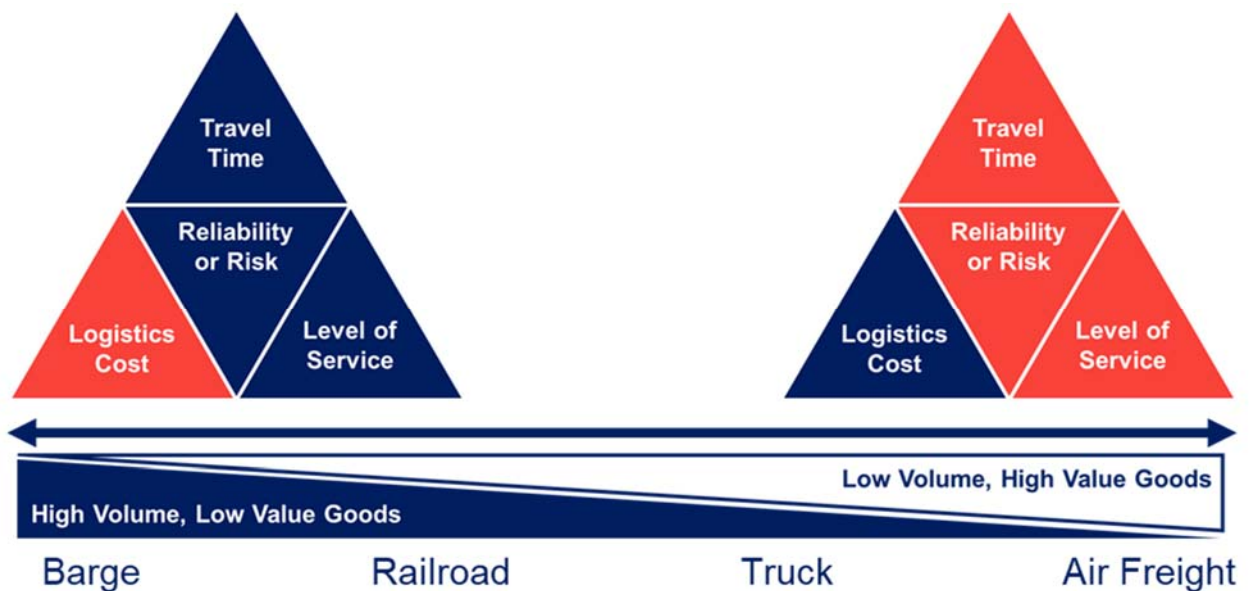 Travel
Time
Reliability
or Risk
Logistics
Cost
Level of
Service
Travel
Time
Reliability
or Risk
Logistics
Cost
Level of
Service
Low Volume, High Value Goods
High Volume, Low Value Goods
Barge
Railroad
Truck
Air Freight